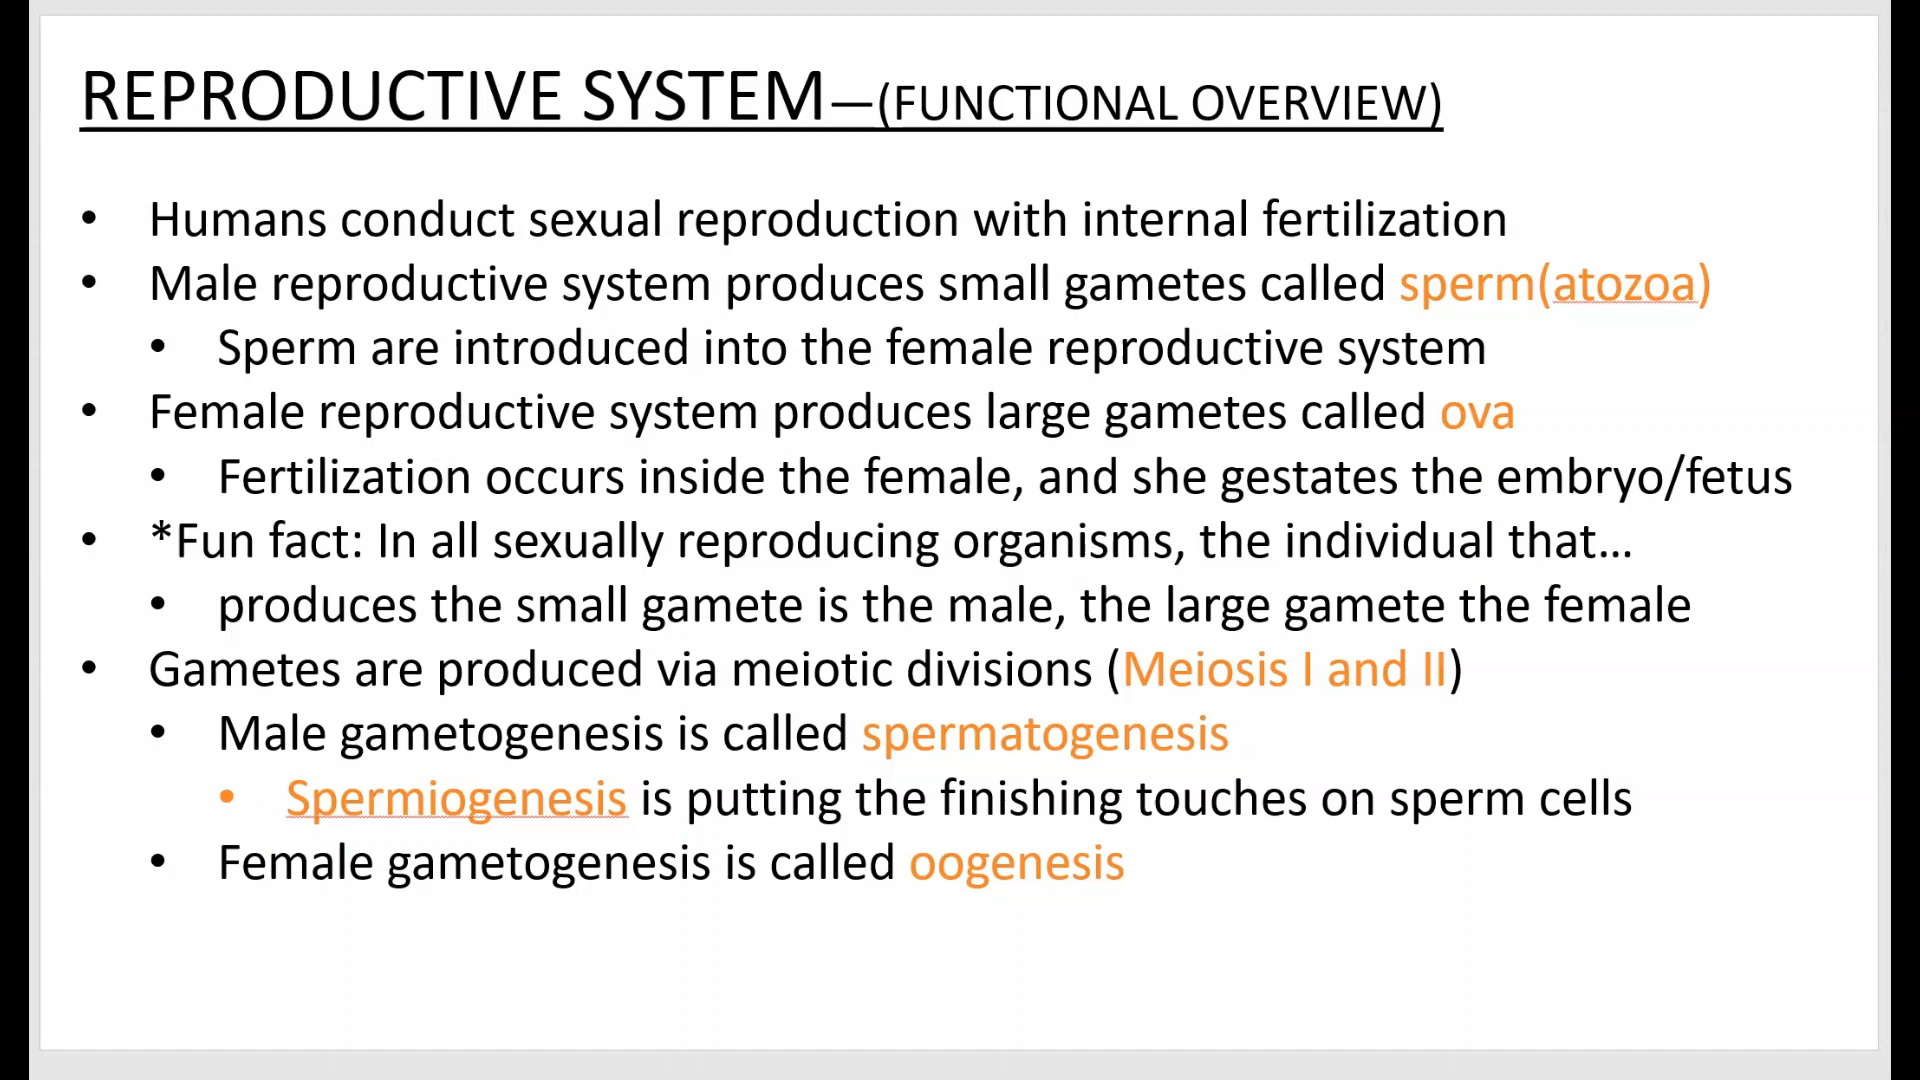 REPRODUCTIVE SYSTEM—(FUNCTIONAL OVERVIEW)
• Humans conduct sexual reproduction with internal fertilization
• Male reproductive system produces small gametes called sperm(atozoa)
• Sperm are introduced into the female reproductive system
• Female reproductive system produces large gametes called ova
• Fertilization occurs inside the female, and she gestates the embryo/fetus
• *Fun fact: In all sexually reproducing organisms, the individual that...
• produces the small gamete is the male, the large gamete the female
• Gametes are produced via meiotic divisions (Meiosis I and II)
• Male gametogenesis is called spermatogenesis
• Spermiogenesis is putting the finishing touches on sperm cells
• Female gametogenesis is called oogenesis